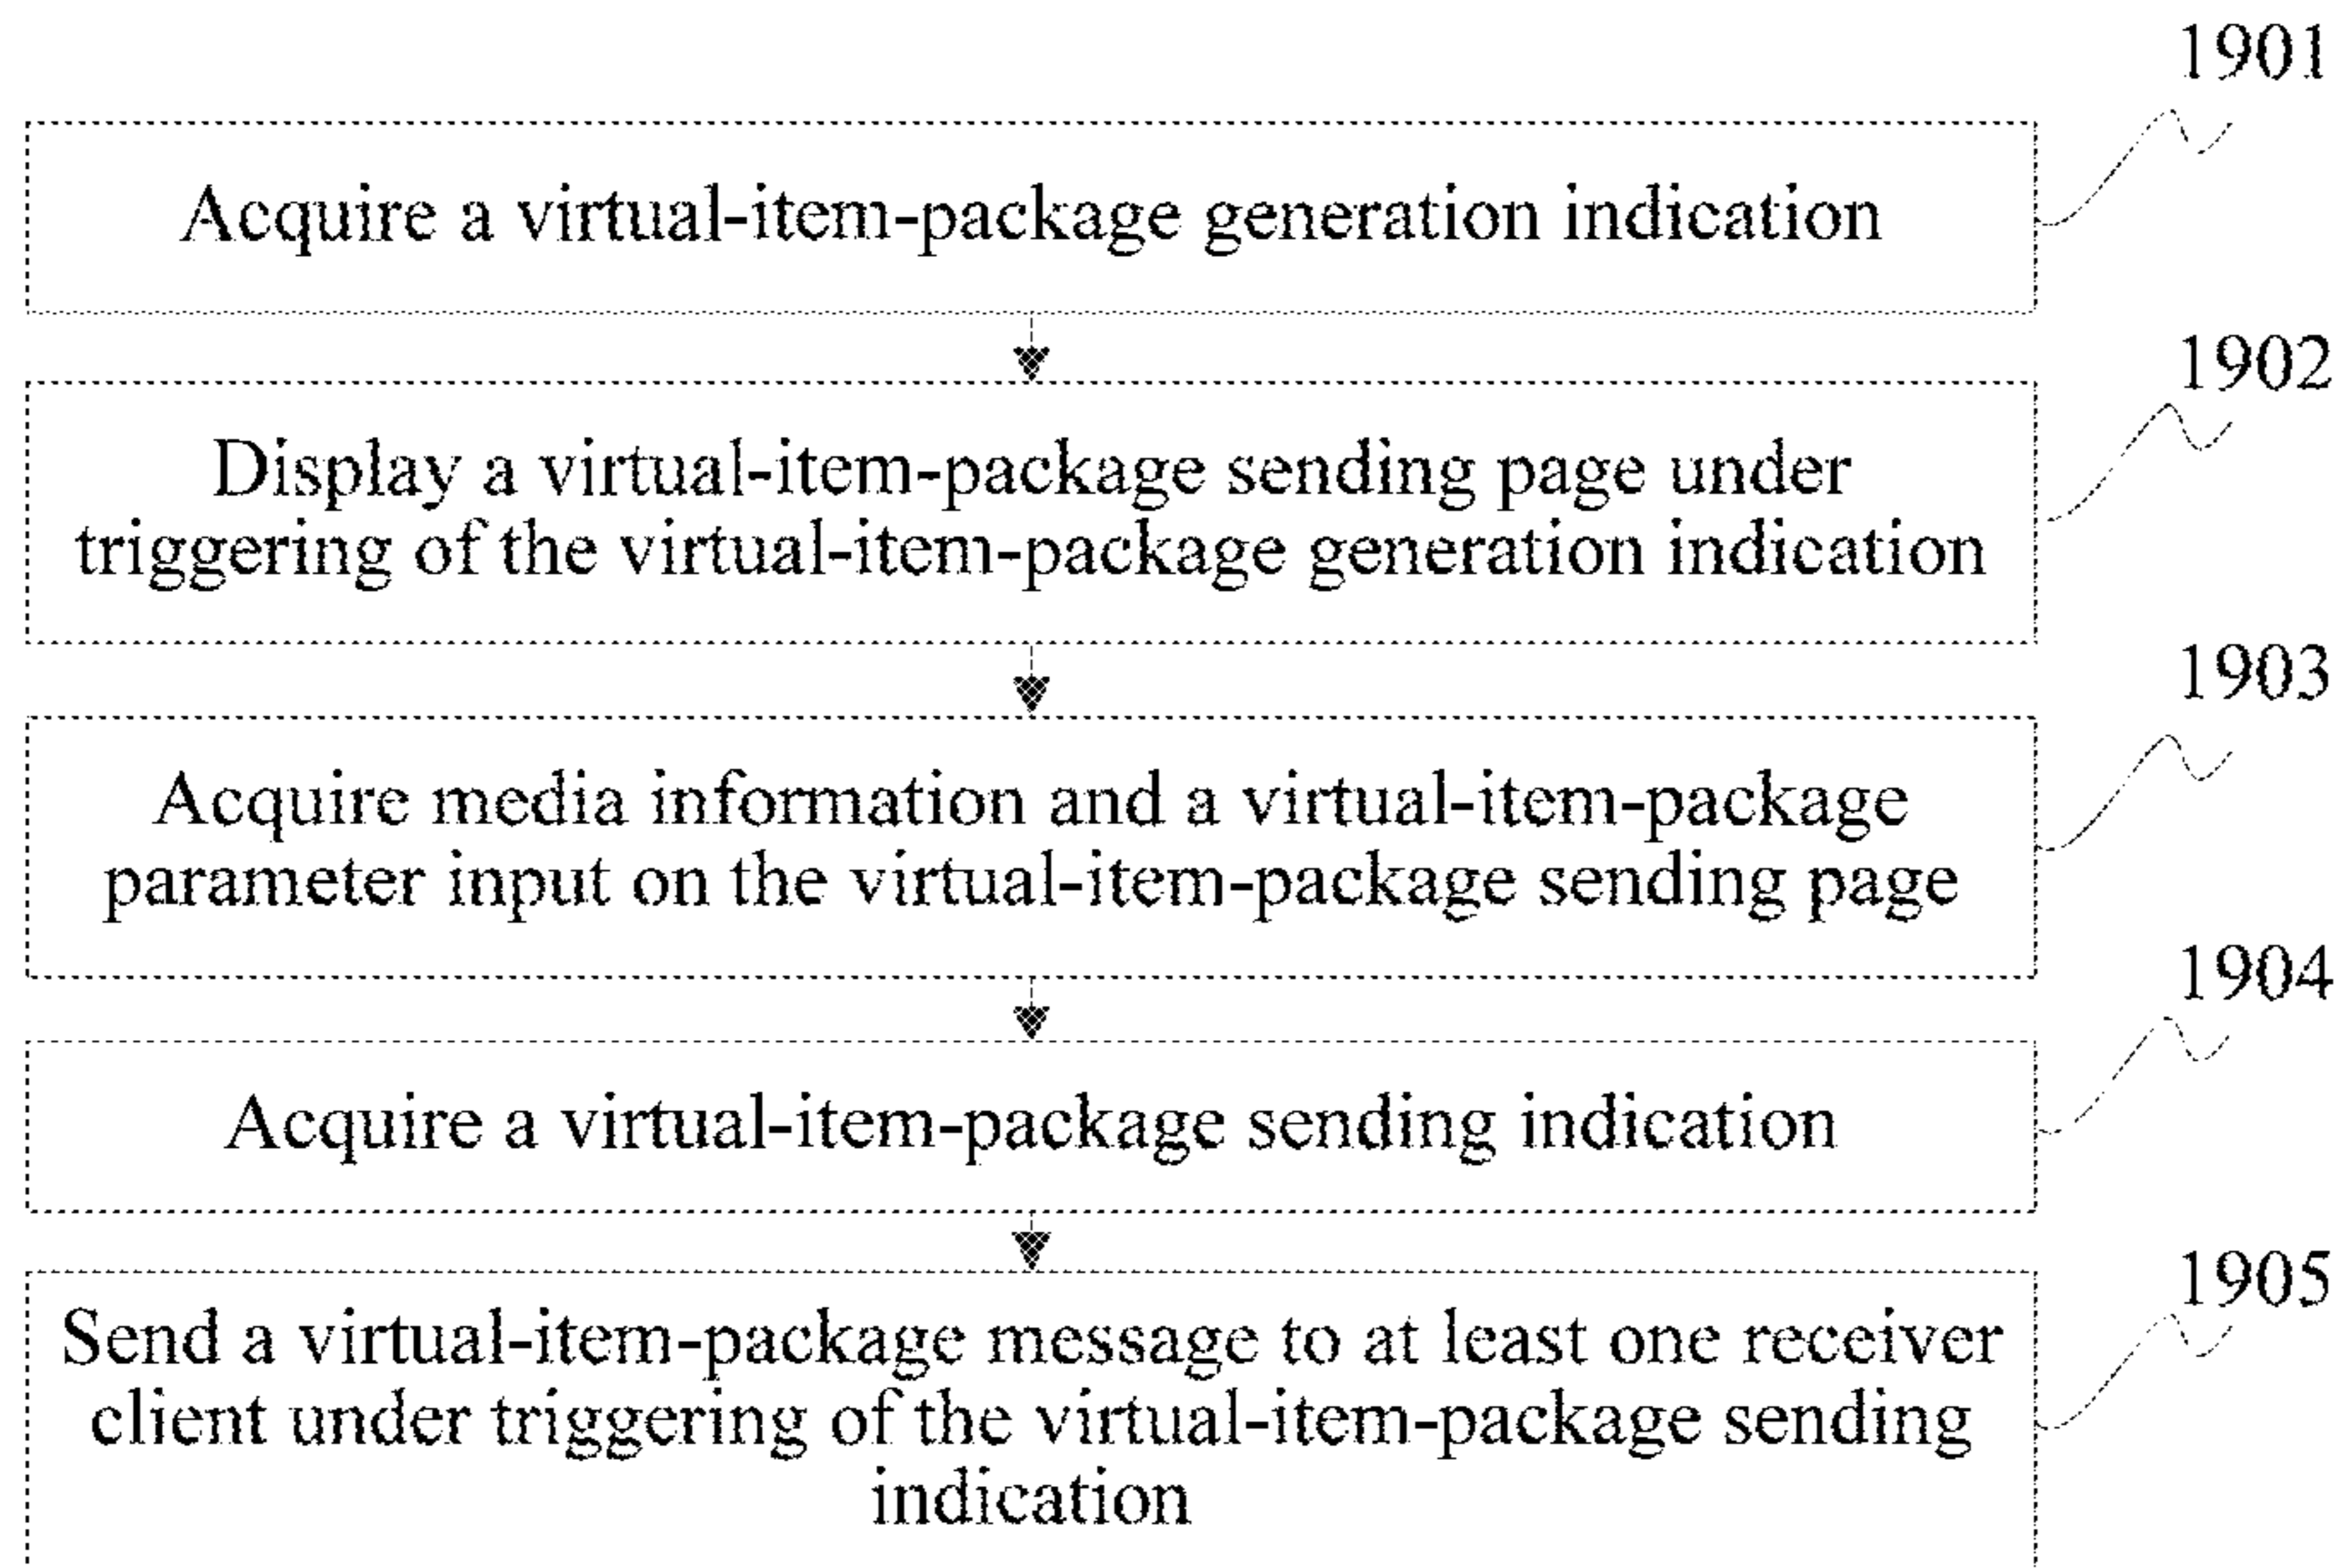 1901
Acquire a virtual-item-package generation indication
1902
Display a virtual-item-package sending page under
triggering of the virtual-item-package generation indication
1903
Acquire media information and a virtual-item-package
parameter input on the virtual-item-package sending page
1904
Acquire a virtual-item-package sending indication
1905
Send a virtual-item-package message to at least one receiver
client under triggering of the virtual-item-package sending
indication